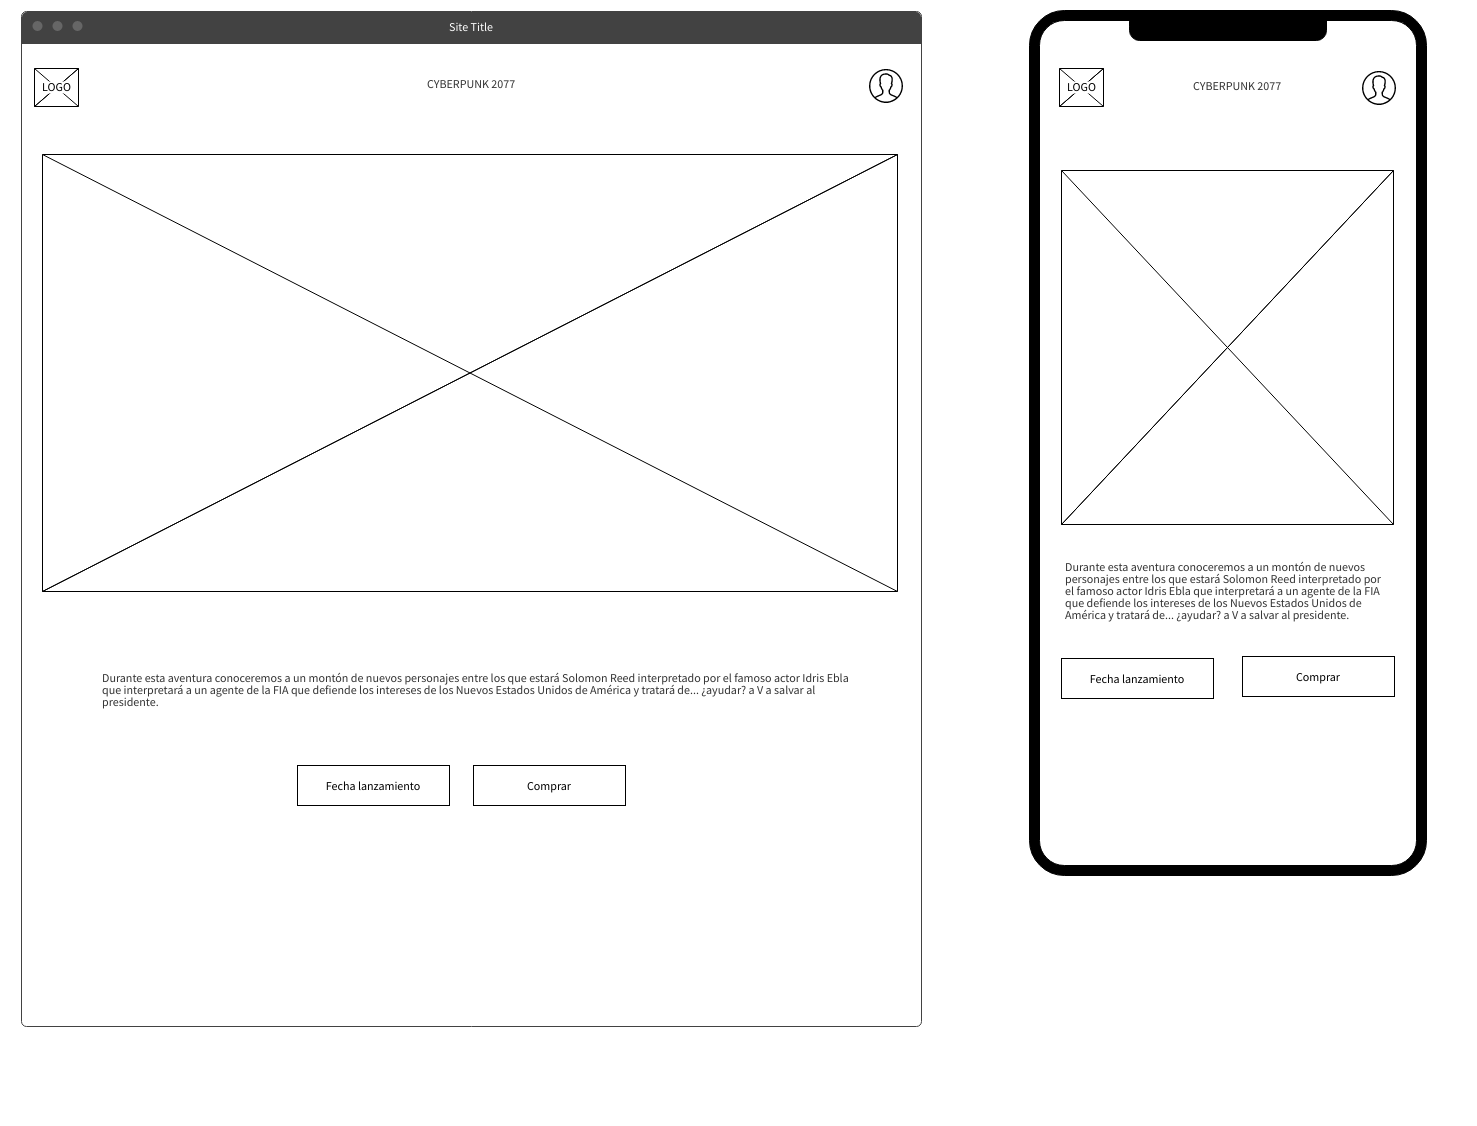 Site Title
LOGO
CYBERPUNK 2077
Durante esta aventura conoceremos a un montón de nuevos personajes entre los que estará Solomon Reed interpretado por el famoso actor Idris Ebla
que interpretará a un agente de la FIA que defiende los intereses de los Nuevos Estados Unidos de América y tratará de... ¿ayudar? a V a salvar al
presidente.
Fecha lanzamiento
Comprar
LOGO
CYBERPUNK 2077
Durante esta aventura conoceremos a un montón de nuevos
personajes entre los que estará Solomon Reed interpretado por
el famoso actor Idris Ebla que interpretará a un agente de la FIA
que defiende los intereses de los Nuevos Estados Unidos de
América y tratará de... ¿ayudar? a V a salvar al presidente.
Fecha lanzamiento
Comprar